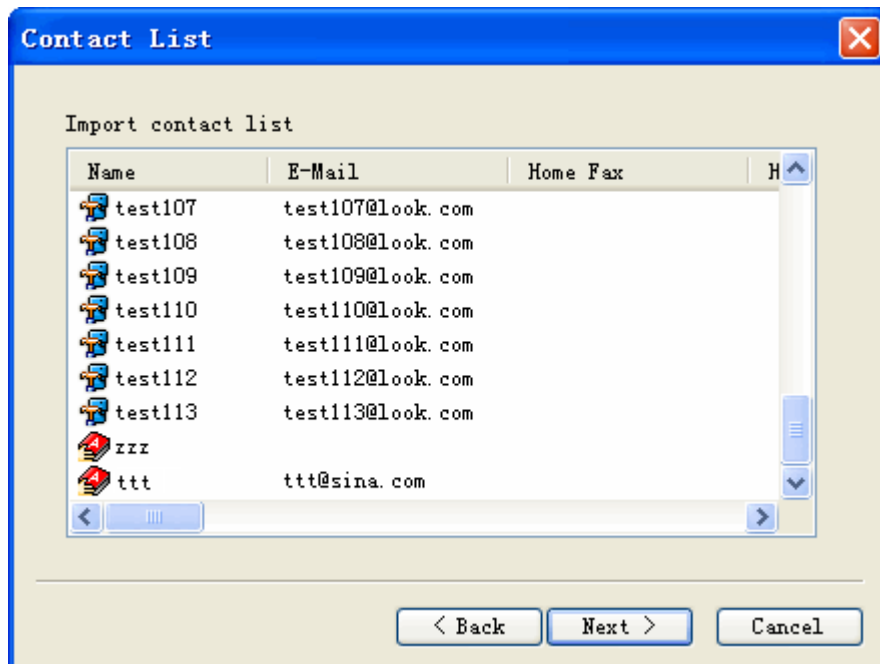 Contact List
Import contact list
Name E-Mail Home Fax H
test107 test107@look.com
test108 test108@look.com
test109 test109@look.com
test110 test110@look.com
test111 test111@look.com
test112 test112@look.com
test113 test113@look.com
zzz
ttt ttt@sina.com
< Back Next > Cancel